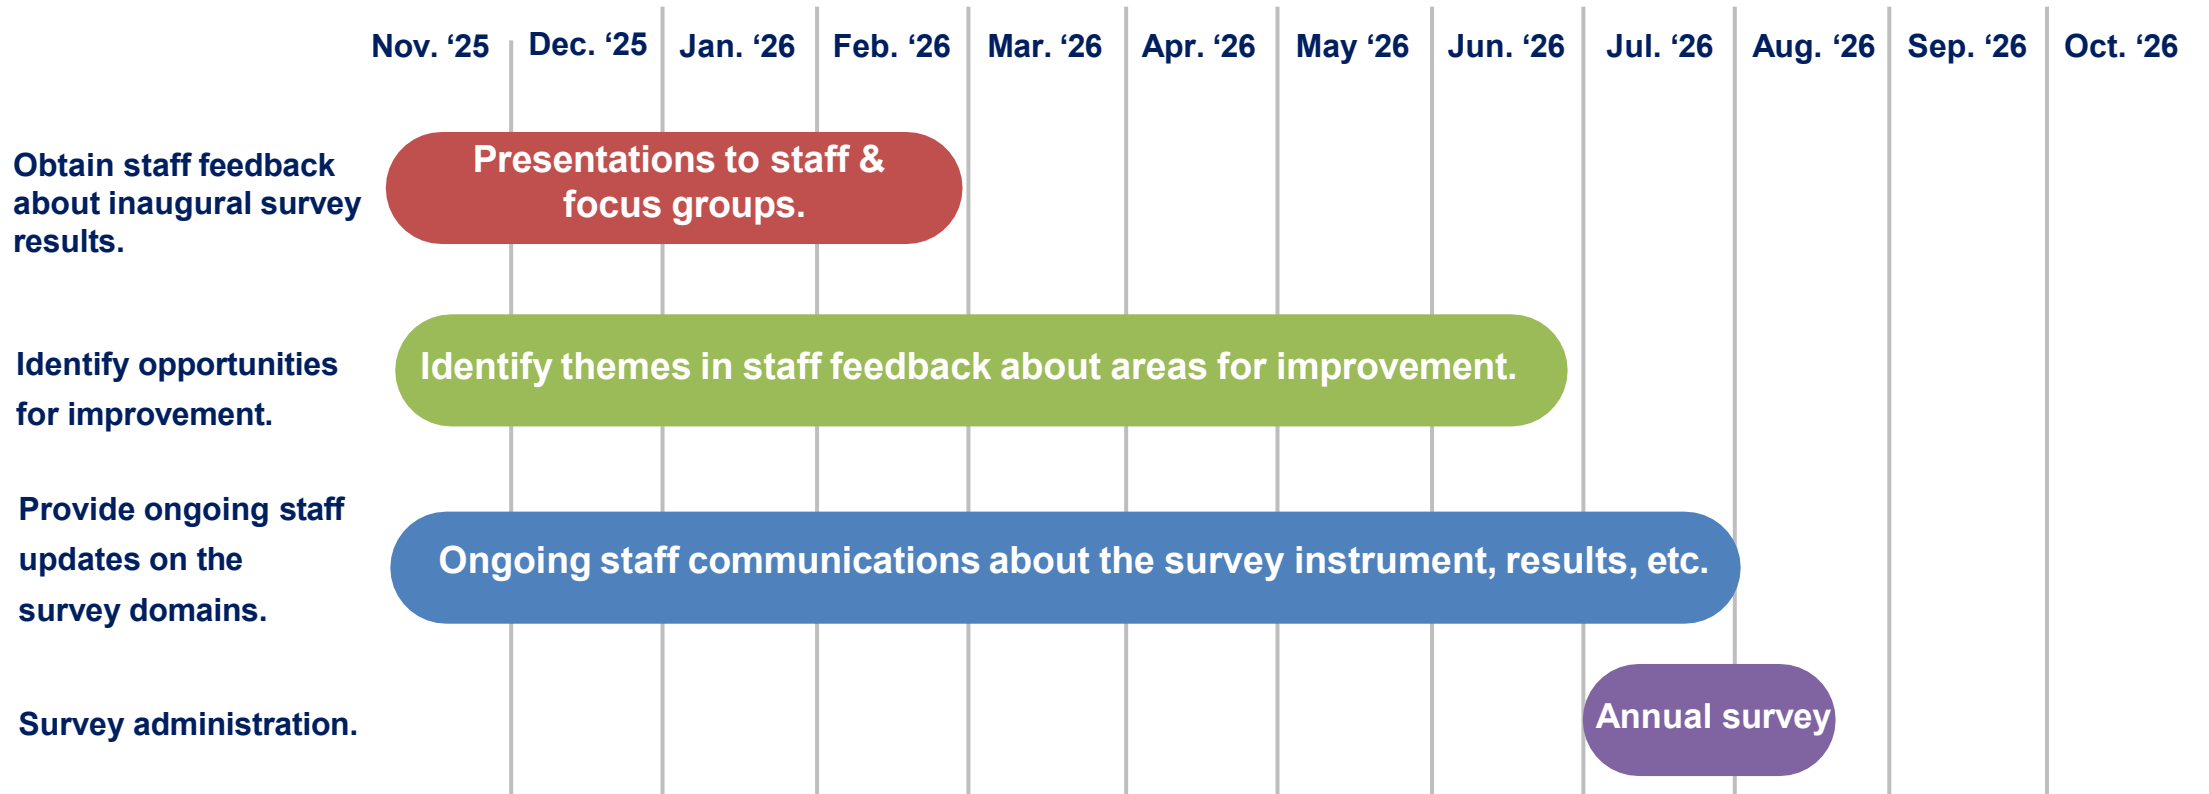 Nov. ‘25 Dec. ‘25 Jan. ‘26 Feb. ‘26 Mar. ‘26 Apr. ‘26 May ‘26 Jun. ‘26 Jul. ‘26 Aug. ‘26 Sep. ‘26 Oct. ‘26
Obtain staff feedback
about inaugural survey
results.
Presentations to staff &
focus groups.
Identify opportunities
for improvement.
Identify themes in staff feedback about areas for improvement.
Provide ongoing staff
updates on the
survey domains.
Ongoing staff communications about the survey instrument, results, etc.
Survey administration.
Annual survey